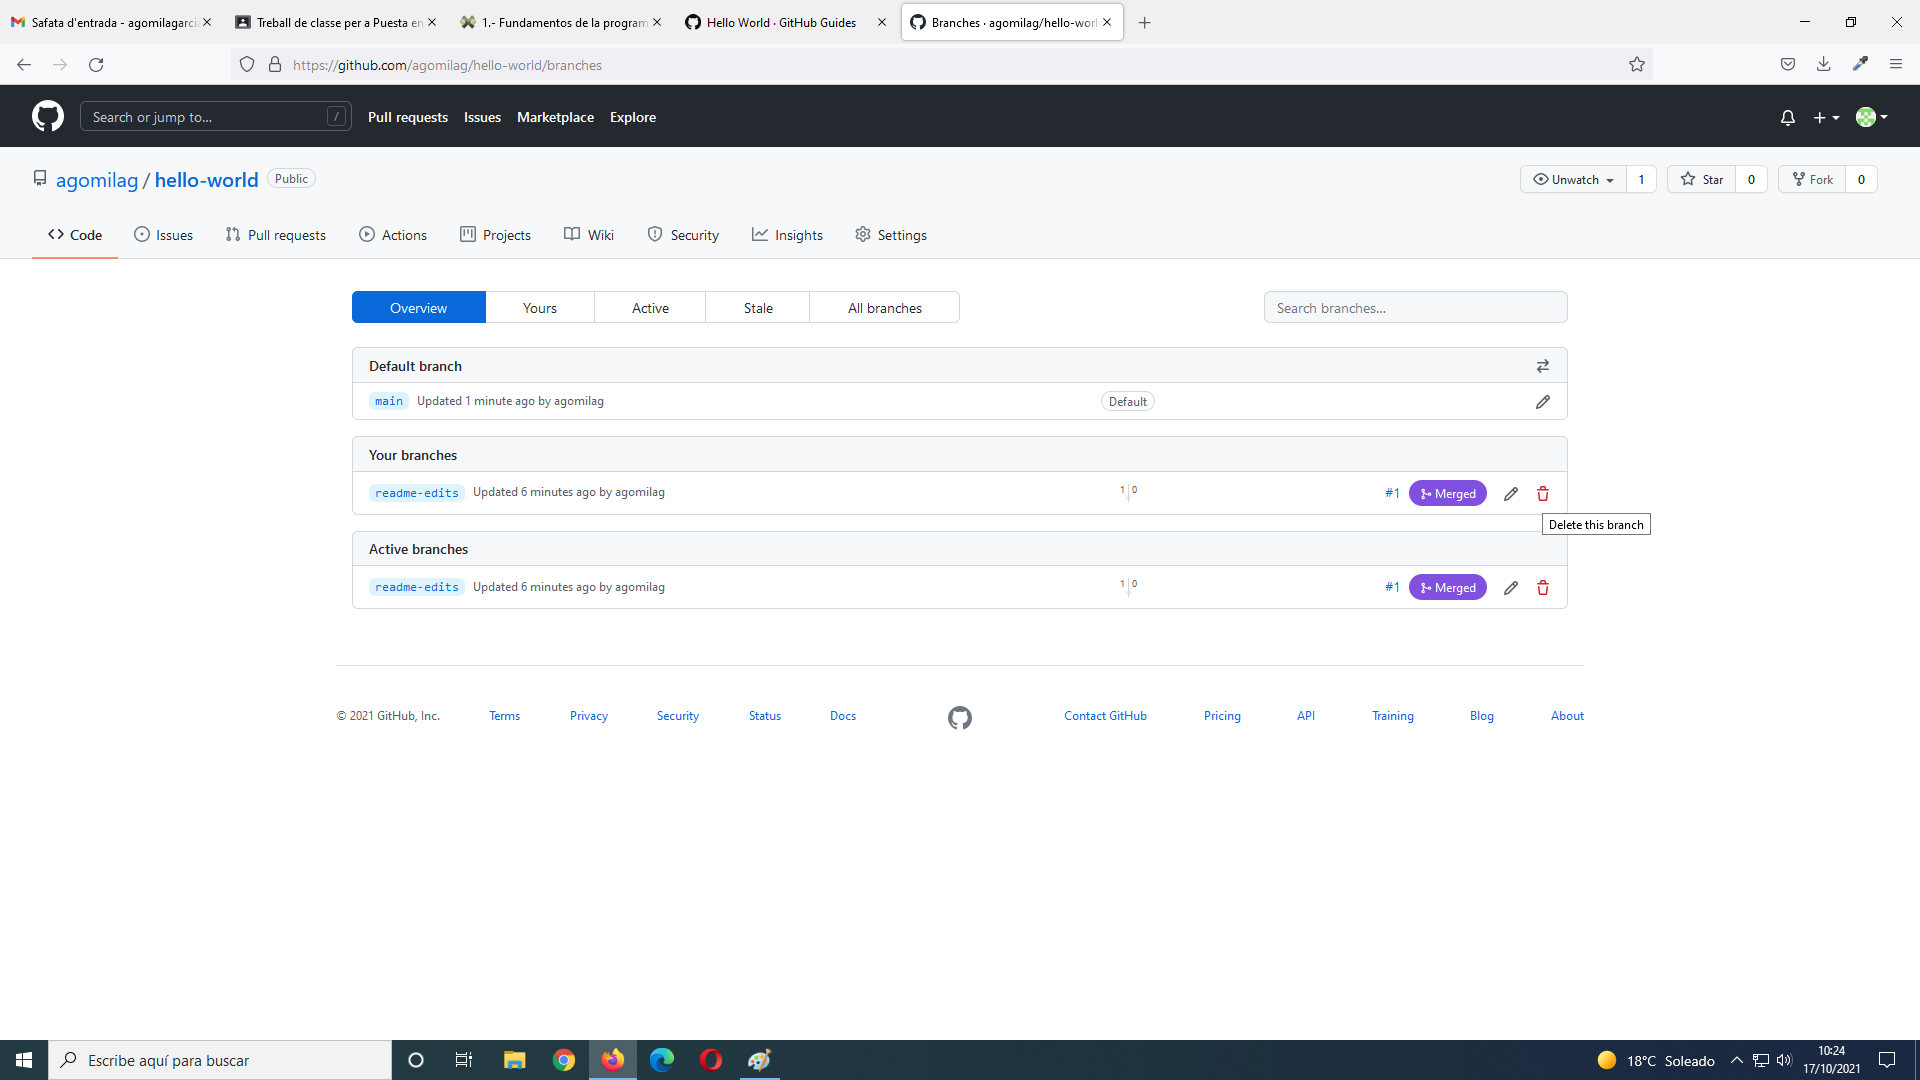 Safata d'entrada - agomilagarcia
Treball de classe per a Puesta en
1.- Fundamentos de la program
Hello World · GitHub Guides
Branches · agomilag/hello-worl
https://github.com/agomilag/hello-world/branches
Search or jump to... /
Pull requests Issues Marketplace Explore
agomilag / hello-world Public
Unwatch 1 Star 0 Fork 0
Code Issues Pull requests Actions Projects Wiki Security Insights Settings
Overview Yours Active Stale All branches
Search branches...
Default branch
main Updated 1 minute ago by agomilag Default
Your branches
readme-edits Updated 6 minutes ago by agomilag 1 0 #1 Merged
Delete this branch
Active branches
readme-edits Updated 6 minutes ago by agomilag 1 0 #1 Merged
© 2021 GitHub, Inc. Terms Privacy Security Status Docs Contact GitHub Pricing API Training Blog About
Escribe aquí para buscar
18°C Soleado
10:24
17/10/2021